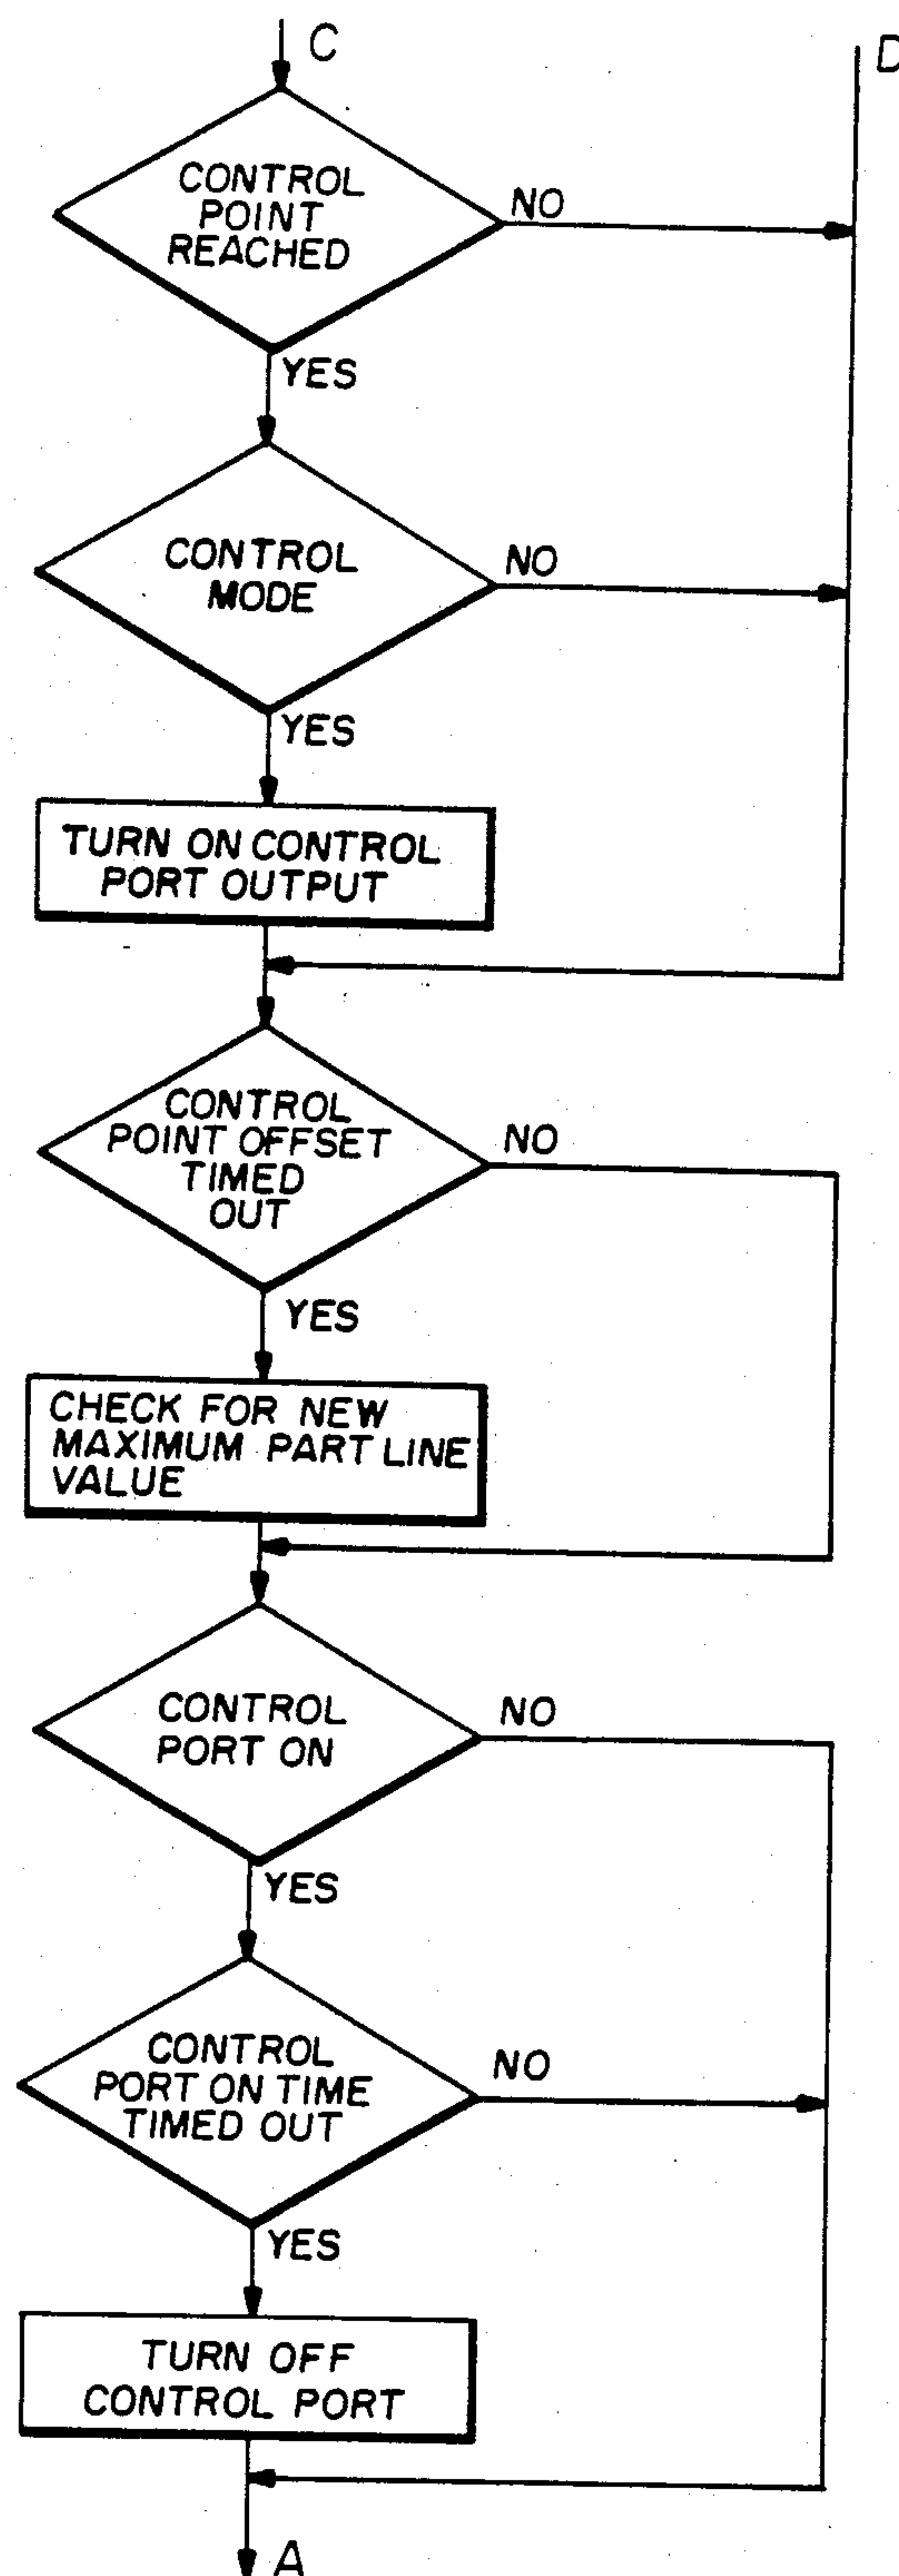 C
D
CONTROL
POINT
REACHED
NO
YES
CONTROL
MODE
NO
YES
TURN ON CONTROL
PORT OUTPUT
CONTROL
POINT OFFSET
TIMED
OUT
NO
YES
CHECK FOR NEW
MAXIMUM PART LINE
VALUE
CONTROL
PORT ON
NO
YES
CONTROL
PORT ON TIME
TIMED OUT
NO
YES
TURN OFF
CONTROL PORT
A